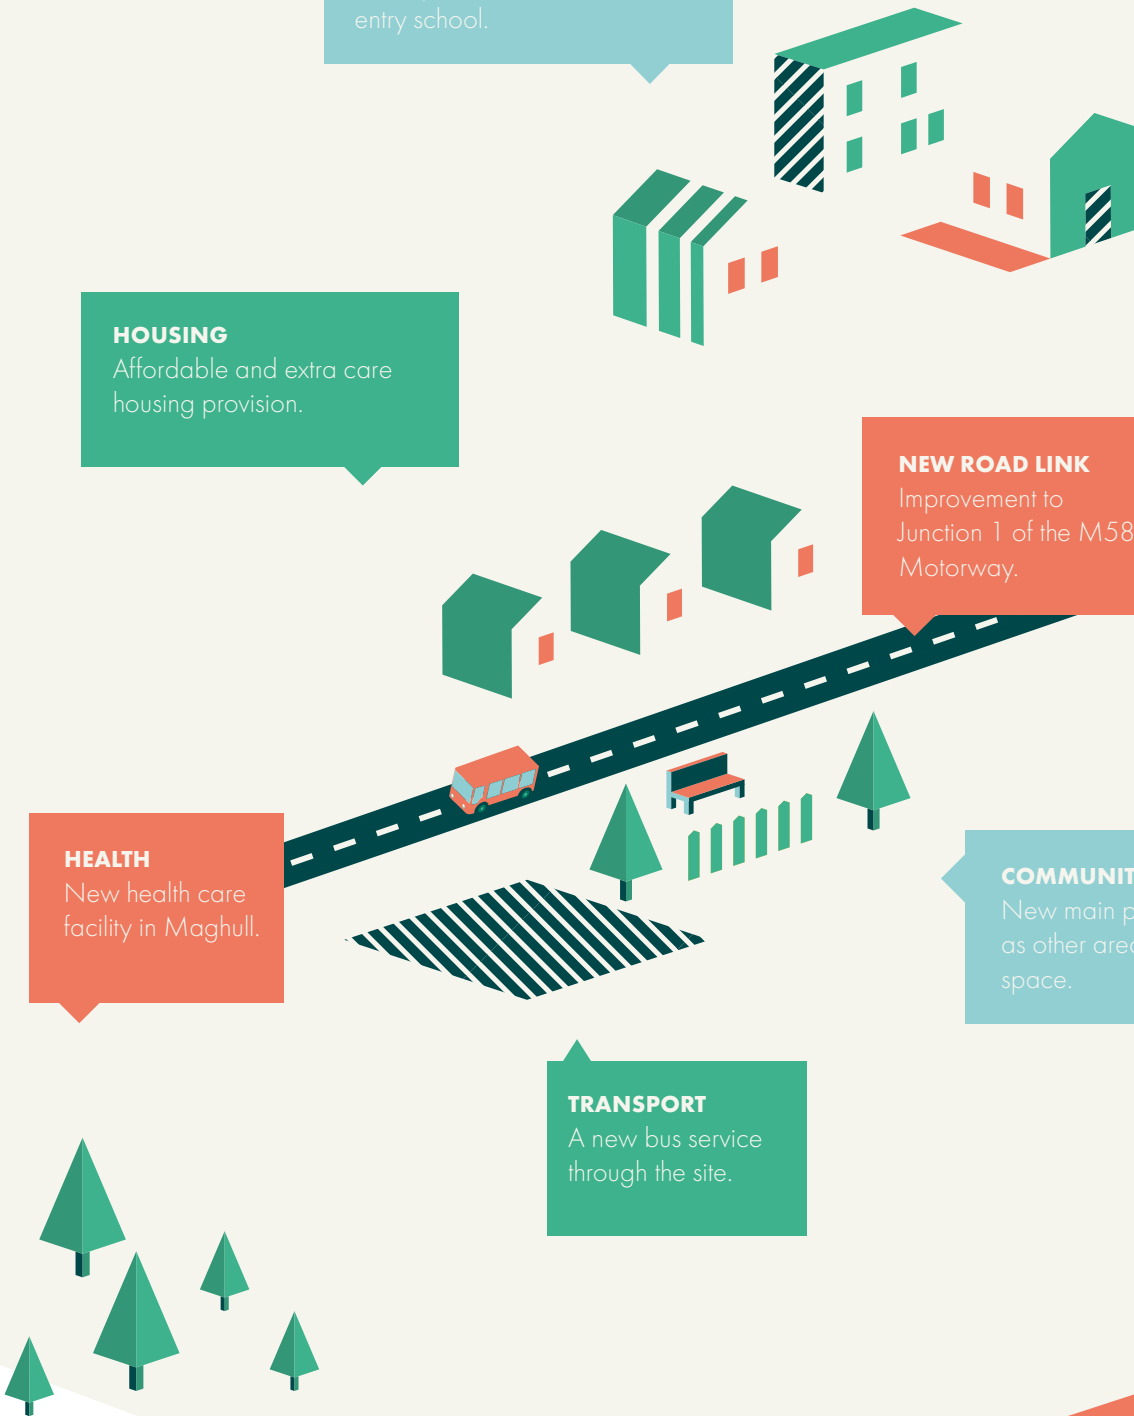 entry school.
HOUSING
Affordable and extra care
housing provision.
NEW ROAD LINK
Improvement to
Junction 1 of the M58
Motorway.
HEALTH
New health care
facility in Maghull.
New main
as other
space.
TRANSPORT
A new bus service
through the site.